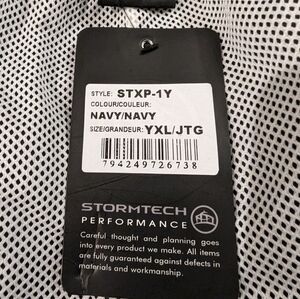 STYLE: STXP-1Y
COLOUR/COULEUR:
NAVY/NAVY
SIZE/GRANDEUR: YXL/JTG
794249726738
STORMTECH
PERFORMANCE
Careful thought and planning goes
into every product we make. All items
are fully guaranteed against defects in
materials and workmanship.